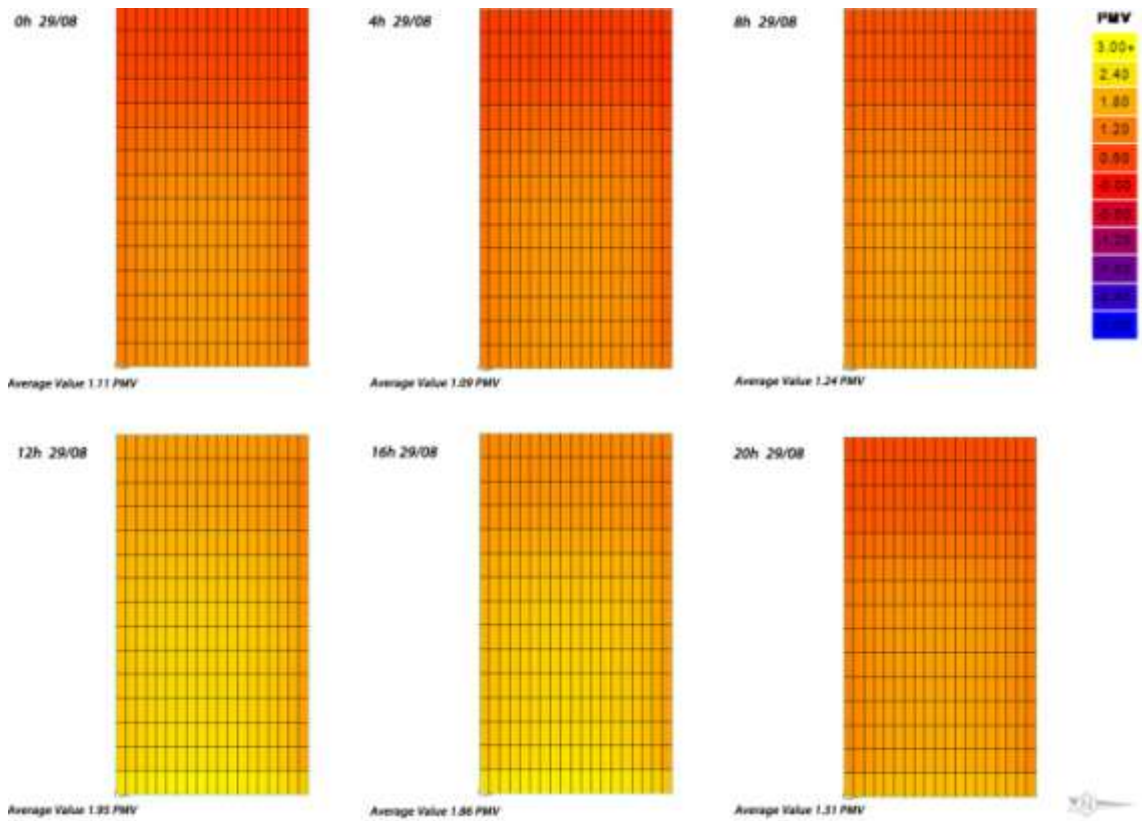 0h 29/08
4h 29/08
8h 29/08
PMV
3.00+
2.40
1.80
1.20
0.60
-0.00
Average Value 1.11 PMV
Average Value 1.09 PMV
Average Value 1.24 PMV
12h 29/08
16h 29/08
20h 29/08
Average Value 1.95 PMV
Average Value 1.86 PMV
Average Value 1.31 PMV